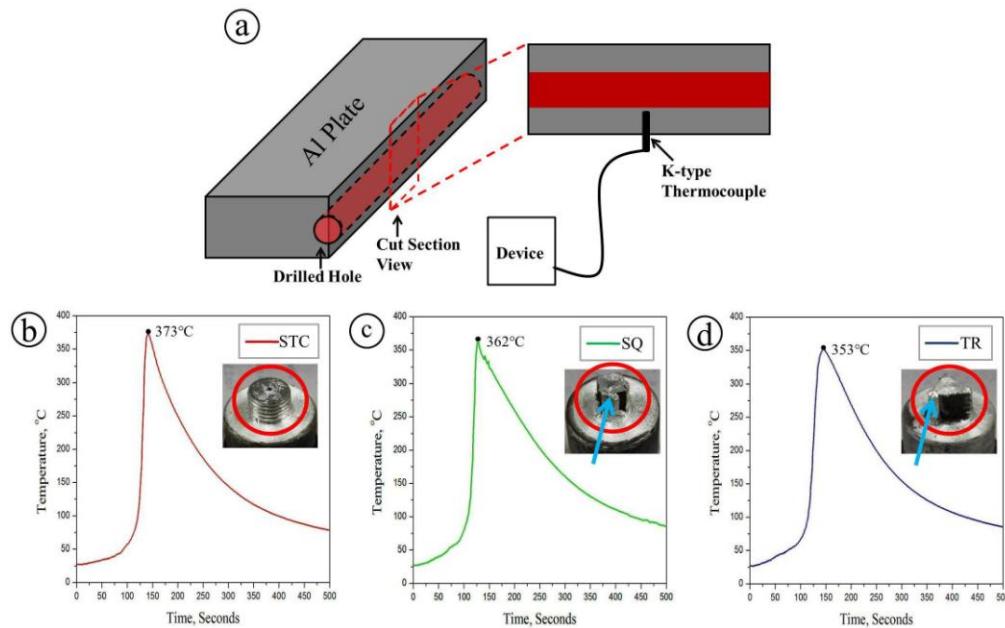 a
Al Plate
Drilled Hole
Cut Section
View
K-type
Thermocouple
Device
b
Temperature, °C
400
350
300
250
200
150
100
50
0
373°C
STC
0 50 100 150 200 250 300 350 400 450 500
Time, Seconds
c
Temperature, °C
400
350
300
250
200
150
100
50
0
362°C
SQ
0 50 100 150 200 250 300 350 400 450 500
Time, Seconds
d
Temperature, °C
400
350
300
250
200
150
100
50
0
353°C
TR
0 50 100 150 200 250 300 350 400 450 500
Time, Seconds